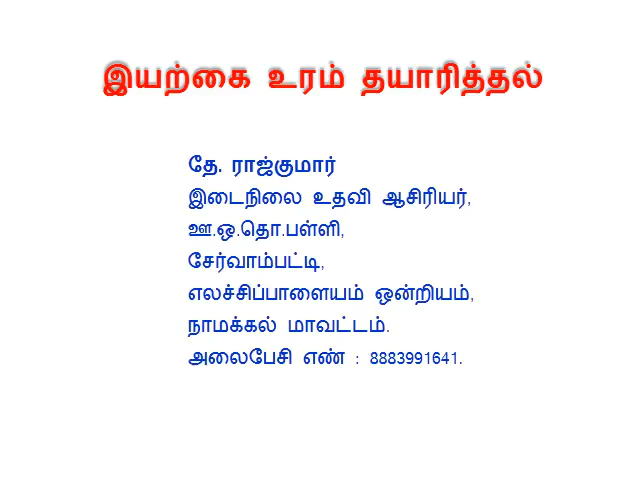 இயற்கை உரம் தயாரித்தல்
தே. ராஜ்குமார்
இடைநிலை உதவி ஆசிரியர்,
ஊ.ஒ.தொ.பள்ளி,
சேர்வாம்பட்டி,
எலச்சிப்பாளையம் ஒன்றியம்,
நாமக்கல் மாவட்டம்.
அலைபேசி எண் : 8883991641.